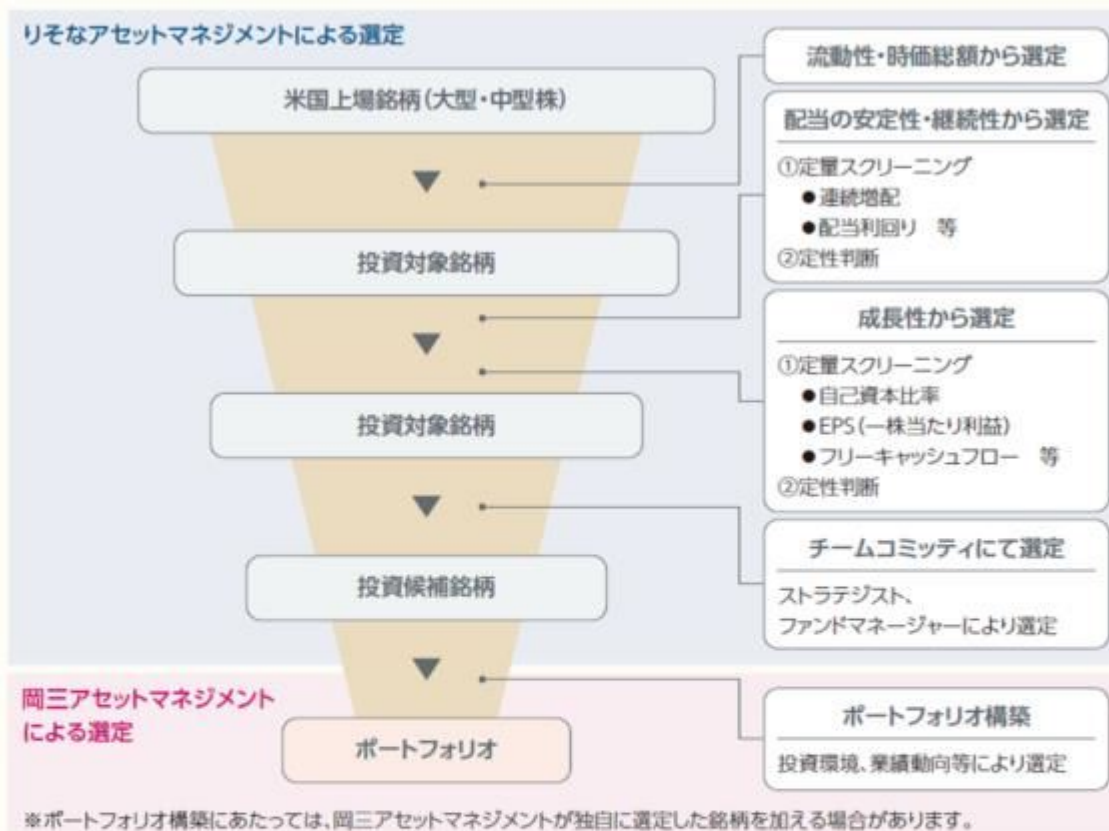 りそなアセットマネジメントによる選定
米国上場銘柄(大型・中型株)
流動性・時価総額から選定
配当の安定性・継続性から選定
①定量スクリーニング
●連続増配
●配当利回り 等
②定性判断
投資対象銘柄
成長性から選定
①定量スクリーニング
●自己資本比率
●EPS(一株当たり利益)
●フリーキャッシュフロー 等
②定性判断
投資対象銘柄
チームコミッティにて選定
ストラテジスト、
ファンドマネージャーにより選定
投資候補銘柄
岡三アセットマネジメント
による選定
ポートフォリオ構築
投資環境、業績動向等により選定
ポートフォリオ
※ポートフォリオ構築にあたっては、岡三アセットマネジメントが独自に選定した銘柄を加える場合があります。